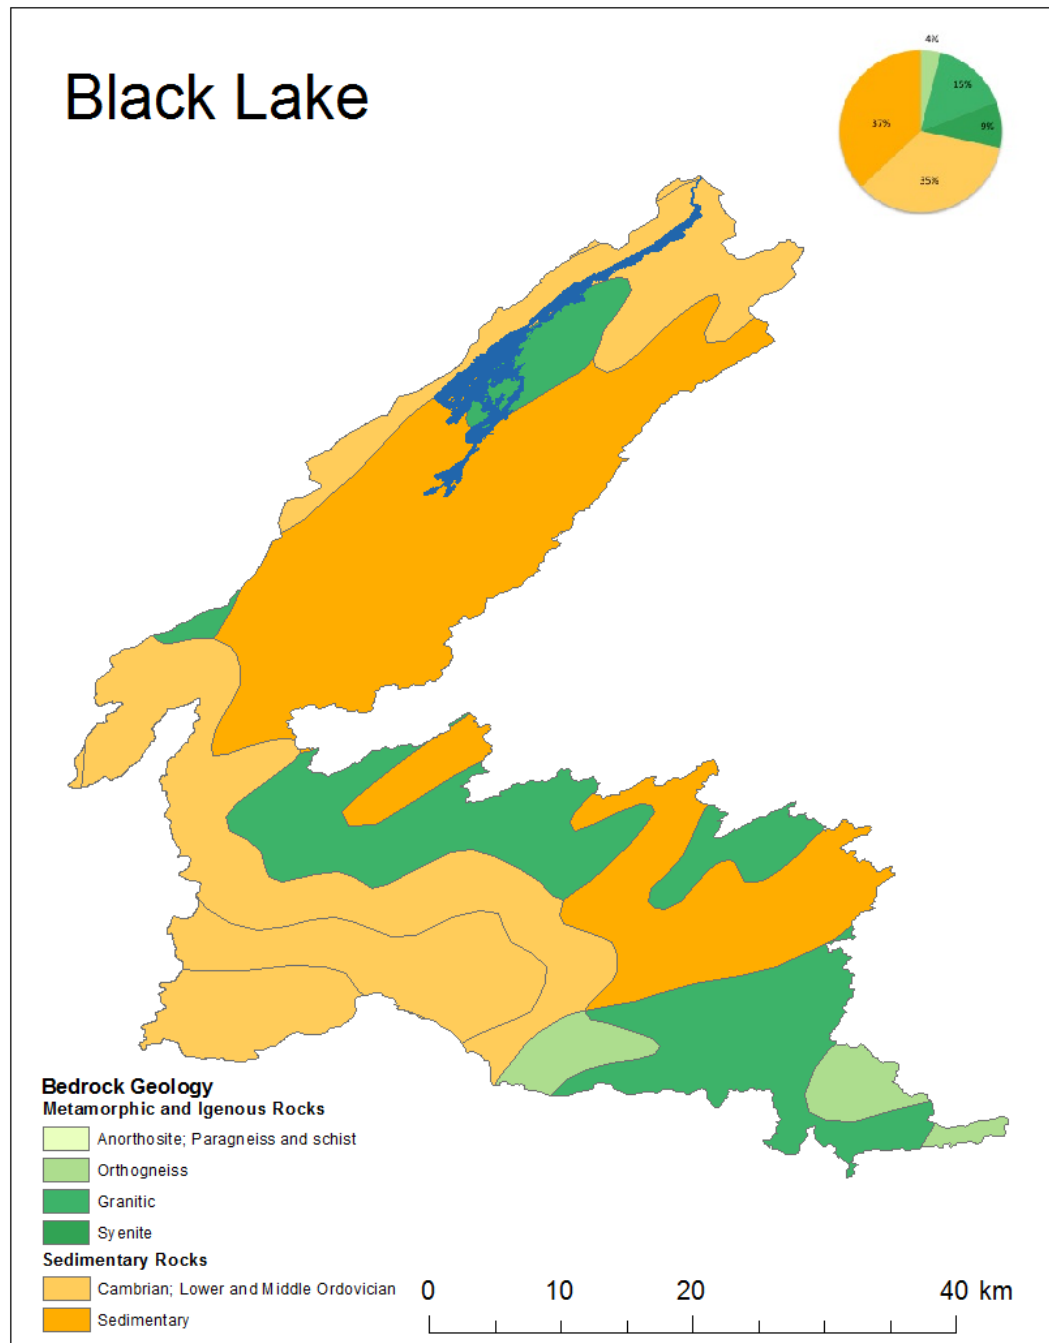 Black Lake
4%
15%
9%
35%
37%
Bedrock Geology
Metamorphic and Igenous Rocks
Anorthosite; Paragneiss and schist
Orthogneiss
Granitic
Syenite
Sedimentary Rocks
Cambrian; Lower and Middle Ordovician
Sedimentary
0 10 20 40 km